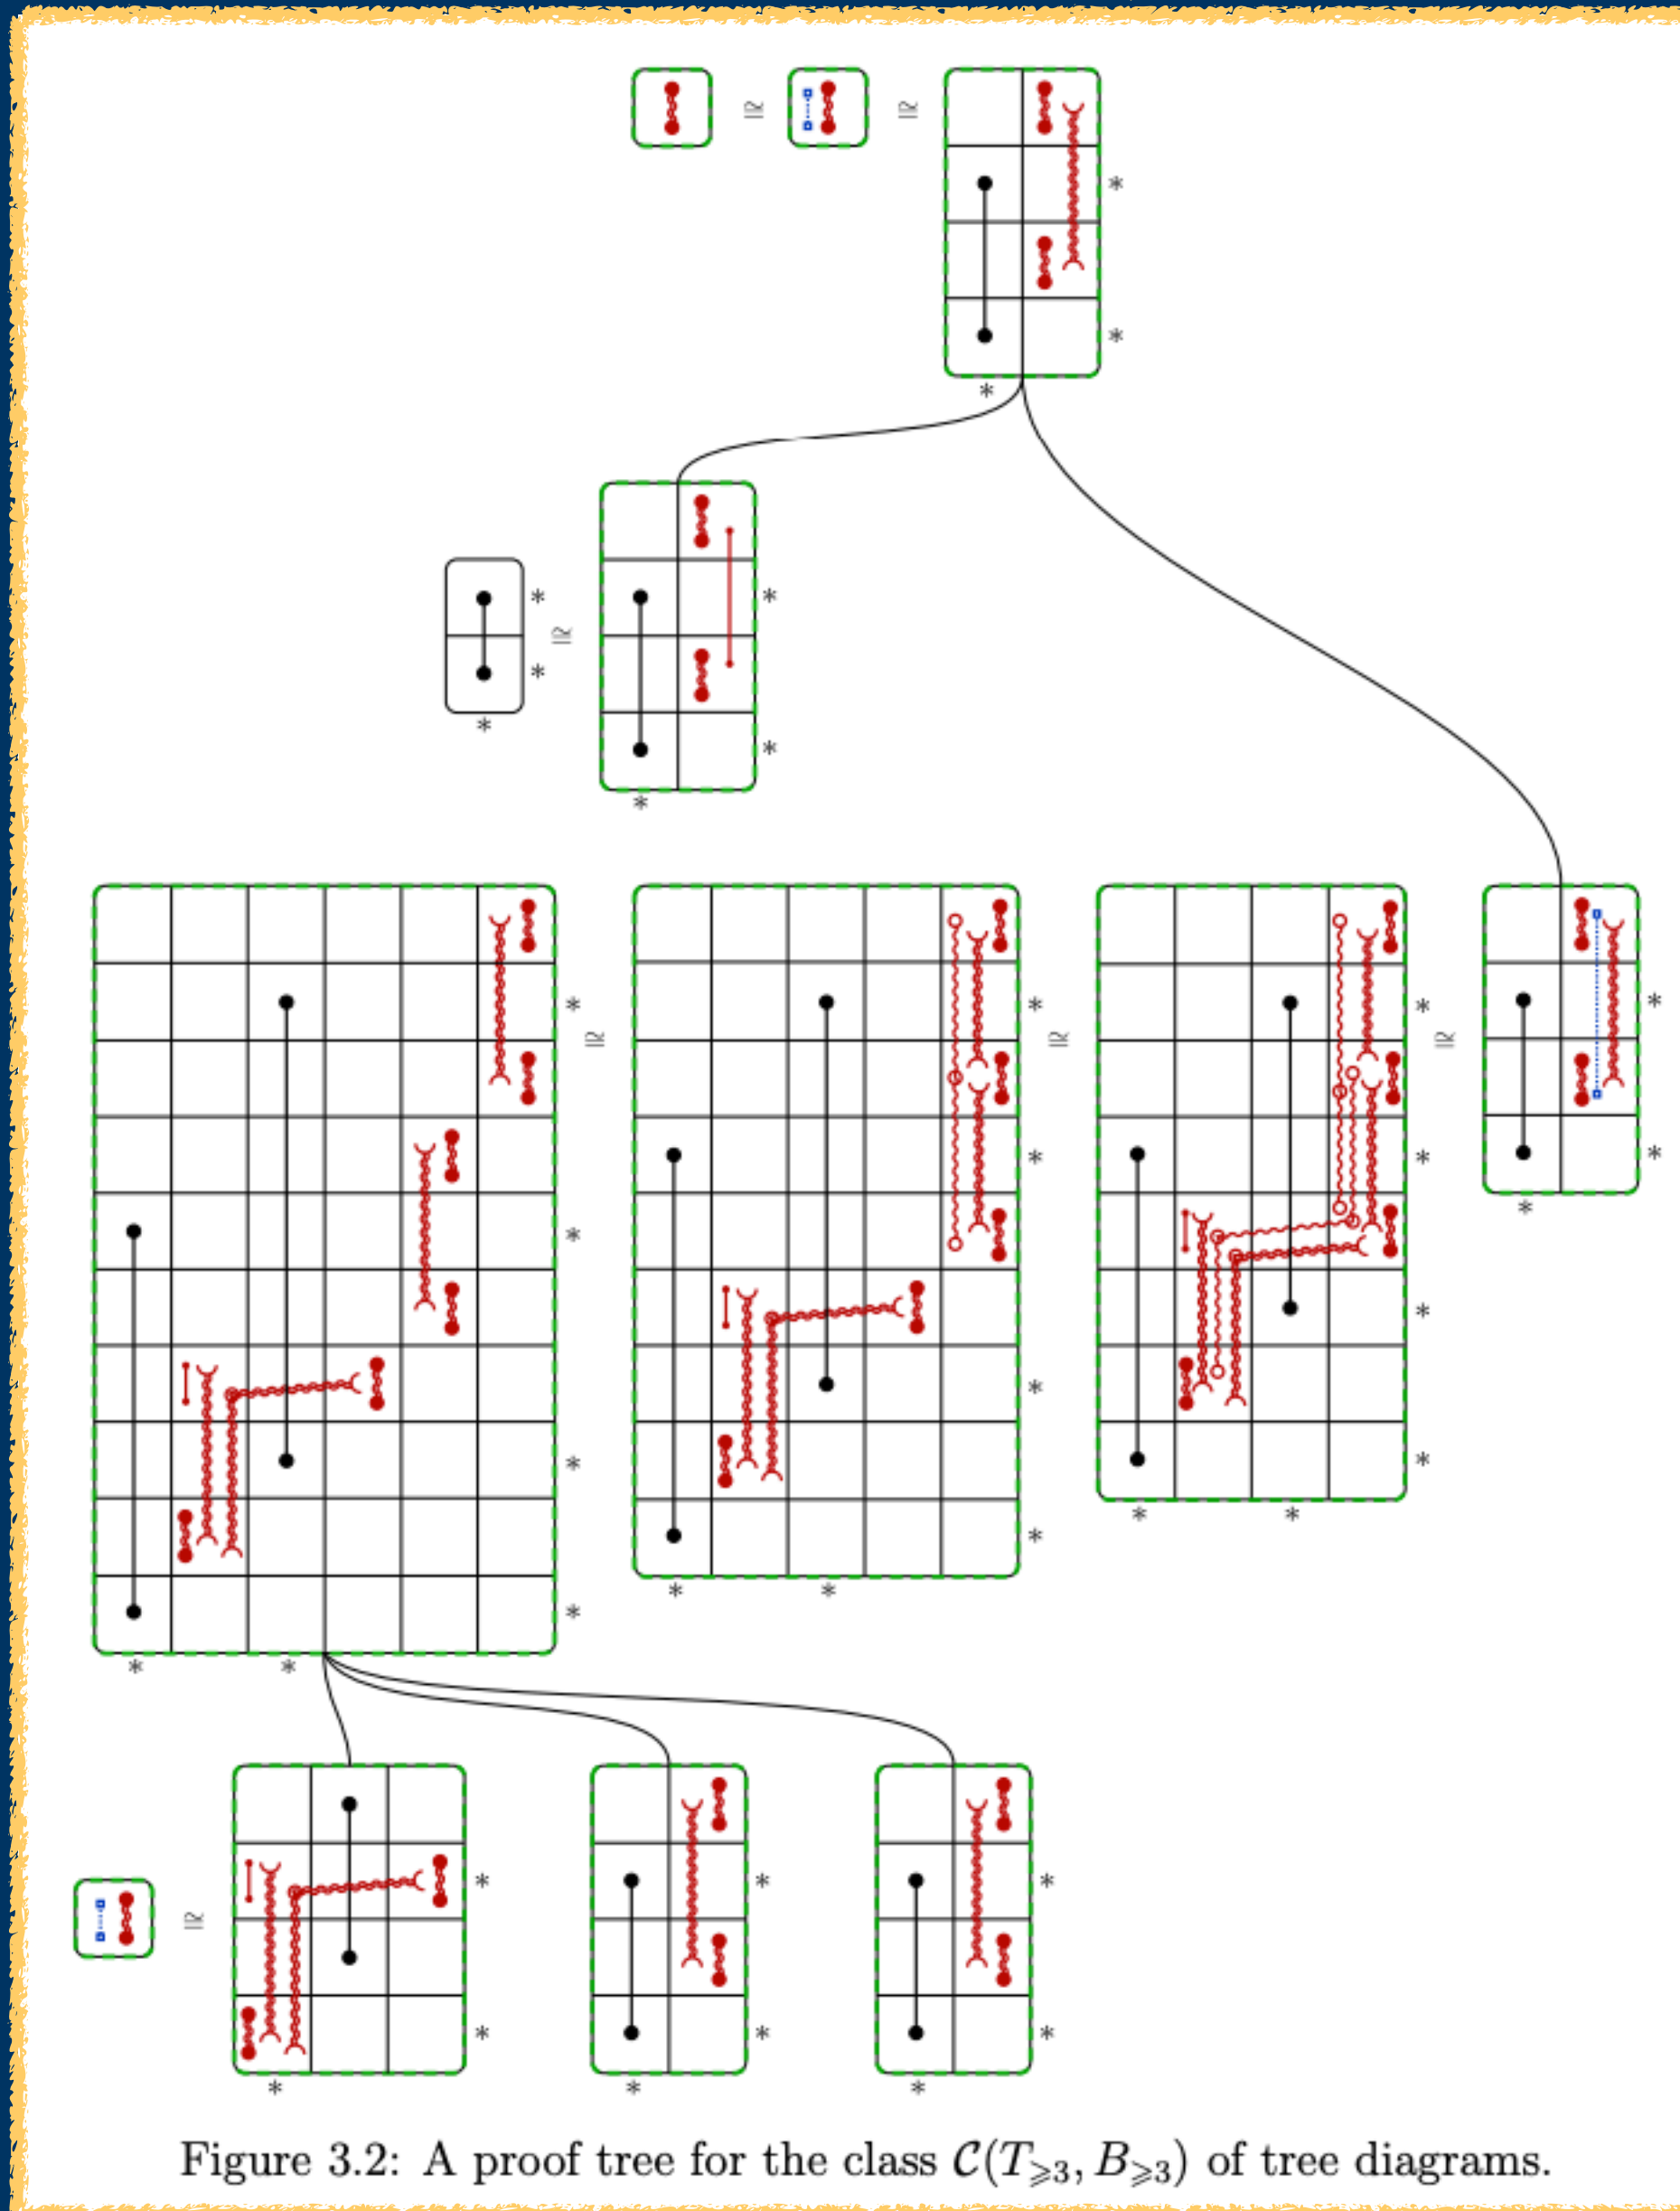 Figure 3.2: A proof tree for the class 𝒞(T⩾3, B⩾3) of tree diagrams.